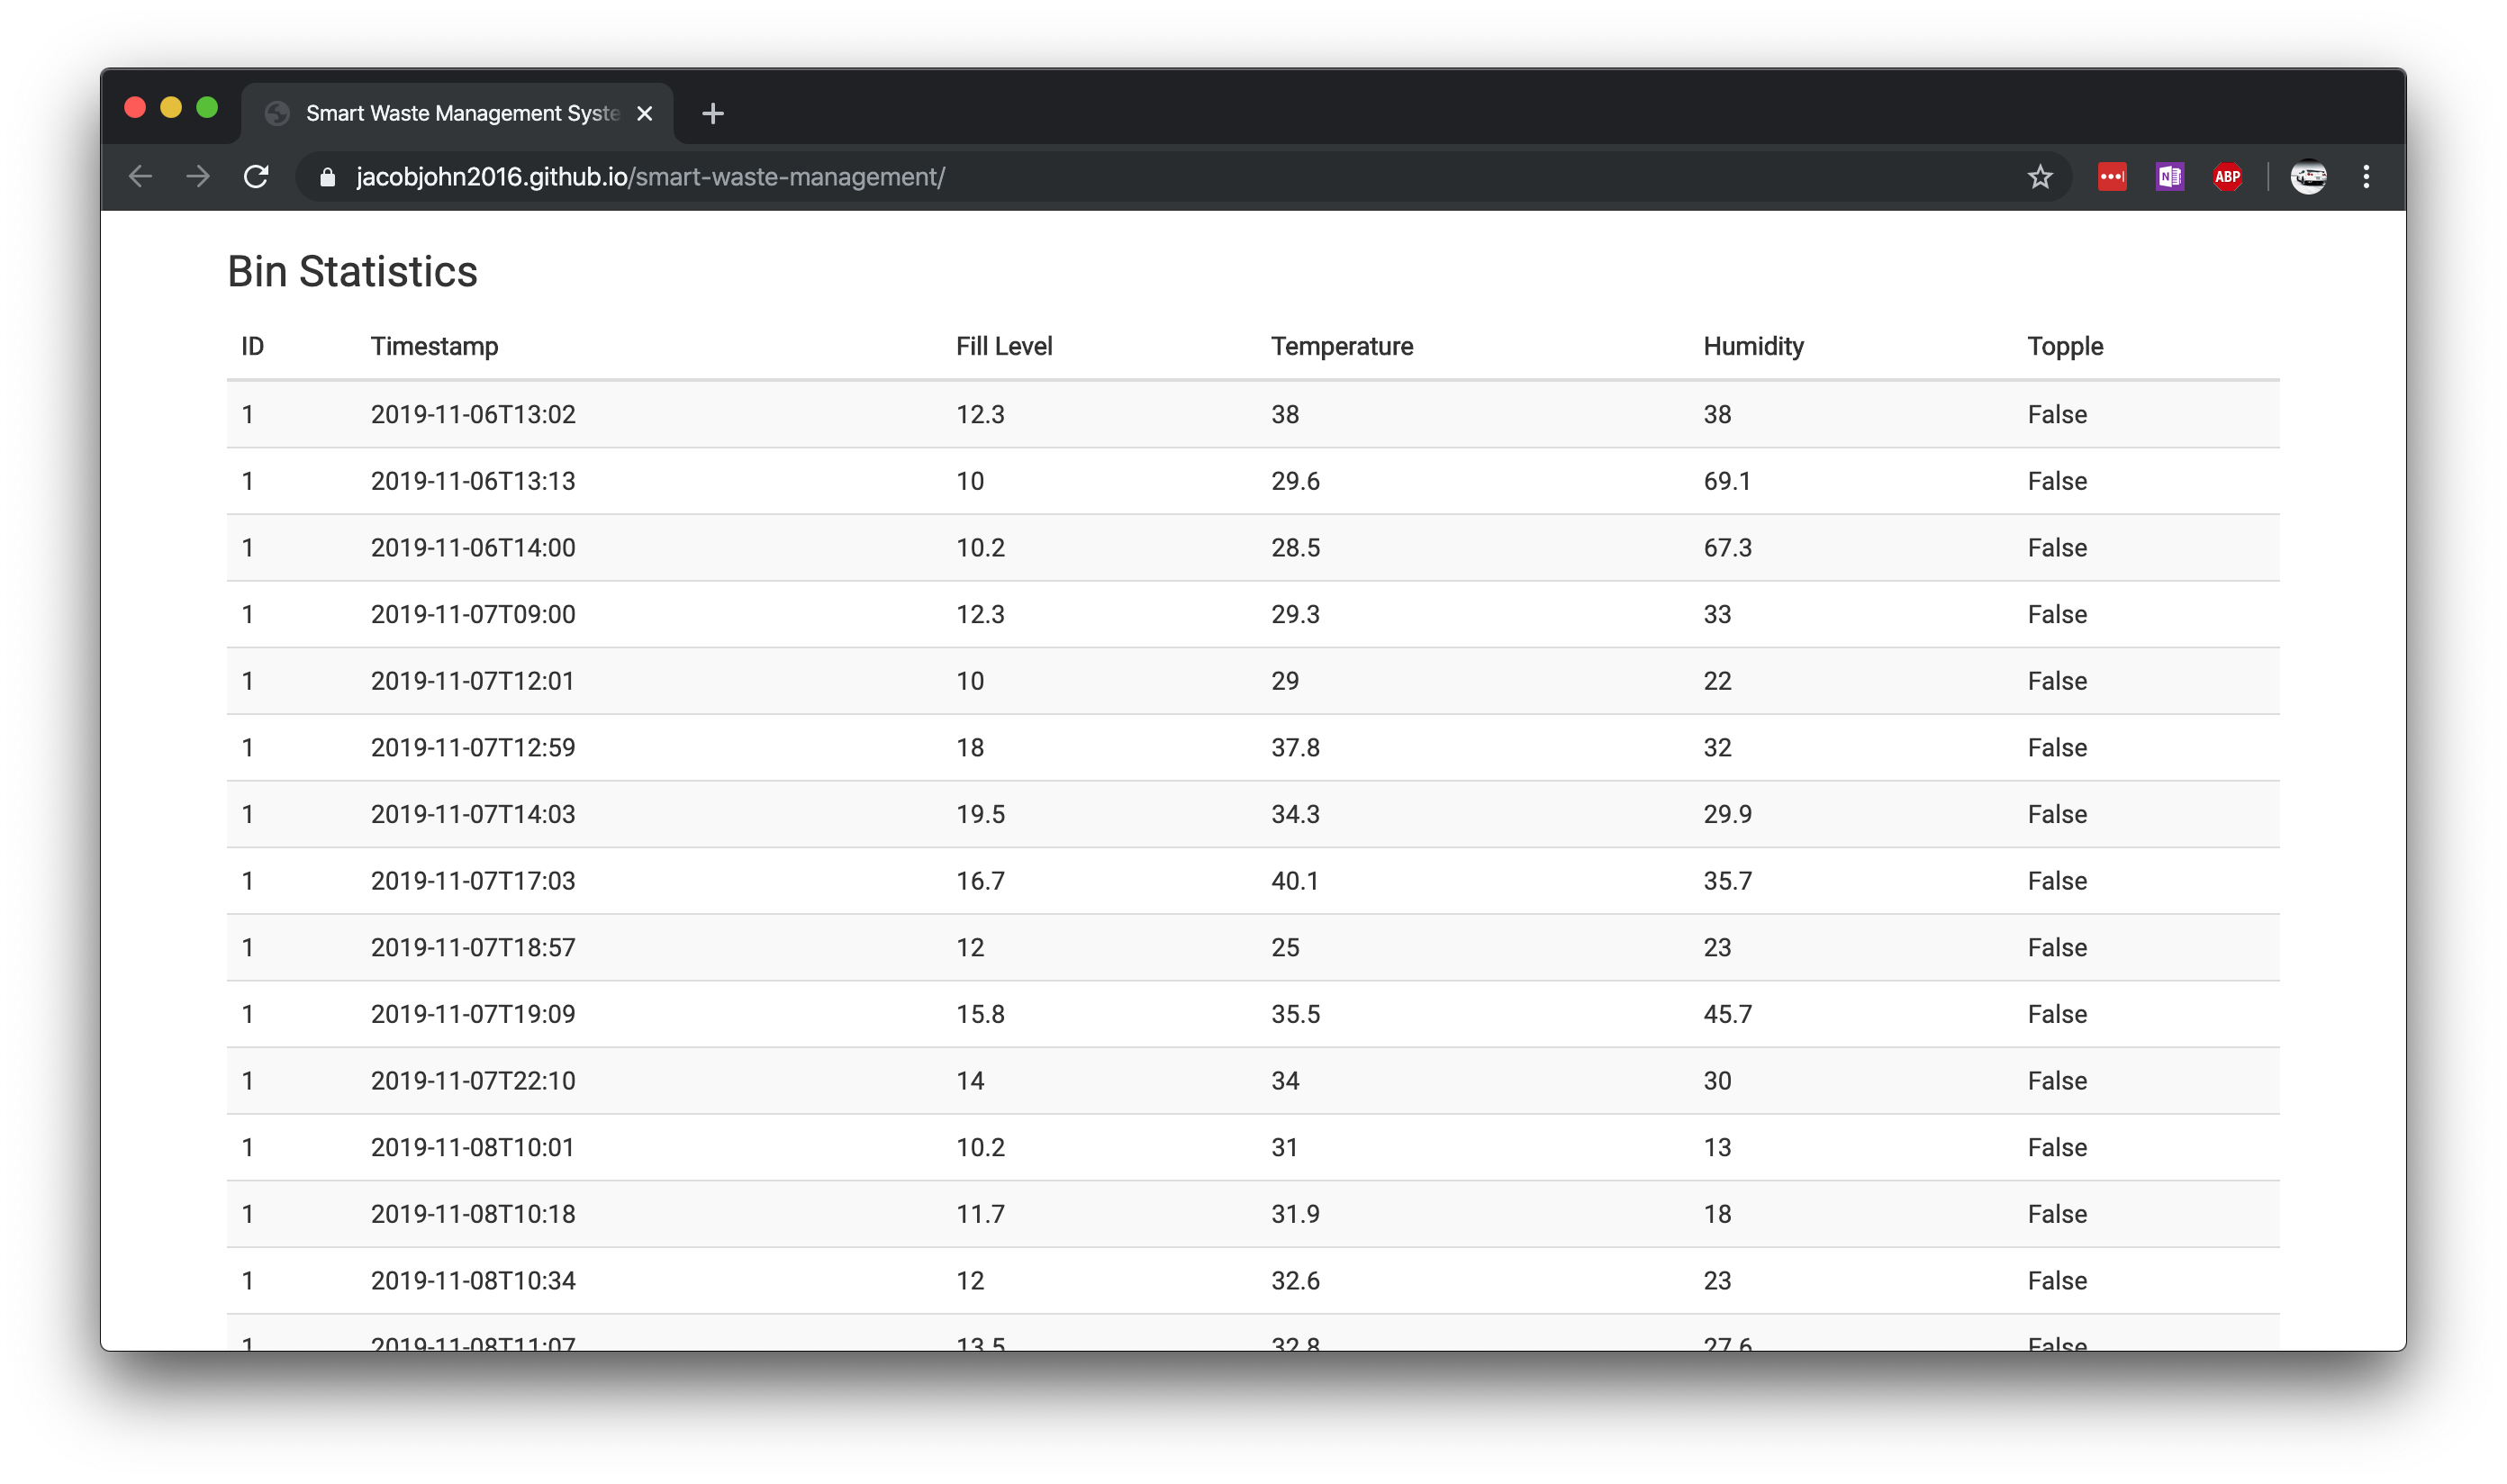 Smart Waste Management Syste
jacobjohn2016.github.io/smart-waste-management/
ABP
Bin Statistics
ID Timestamp Fill Level Temperature Humidity Topple
1 2019-11-06T13:02 12.3 38 38 False
1 2019-11-06T13:13 10 29.6 69.1 False
1 2019-11-06T14:00 10.2 28.5 67.3 False
1 2019-11-07T09:00 12.3 29.3 33 False
1 2019-11-07T12:01 10 29 22 False
1 2019-11-07T12:59 18 37.8 32 False
1 2019-11-07T14:03 19.5 34.3 29.9 False
1 2019-11-07T17:03 16.7 40.1 35.7 False
1 2019-11-07T18:57 12 25 23 False
1 2019-11-07T19:09 15.8 35.5 45.7 False
1 2019-11-07T22:10 14 34 30 False
1 2019-11-08T10:01 10.2 31 13 False
1 2019-11-08T10:18 11.7 31.9 18 False
1 2019-11-08T10:34 12 32.6 23 False
1 2019-11-08T11:07 13.5 32.8 27.6 False